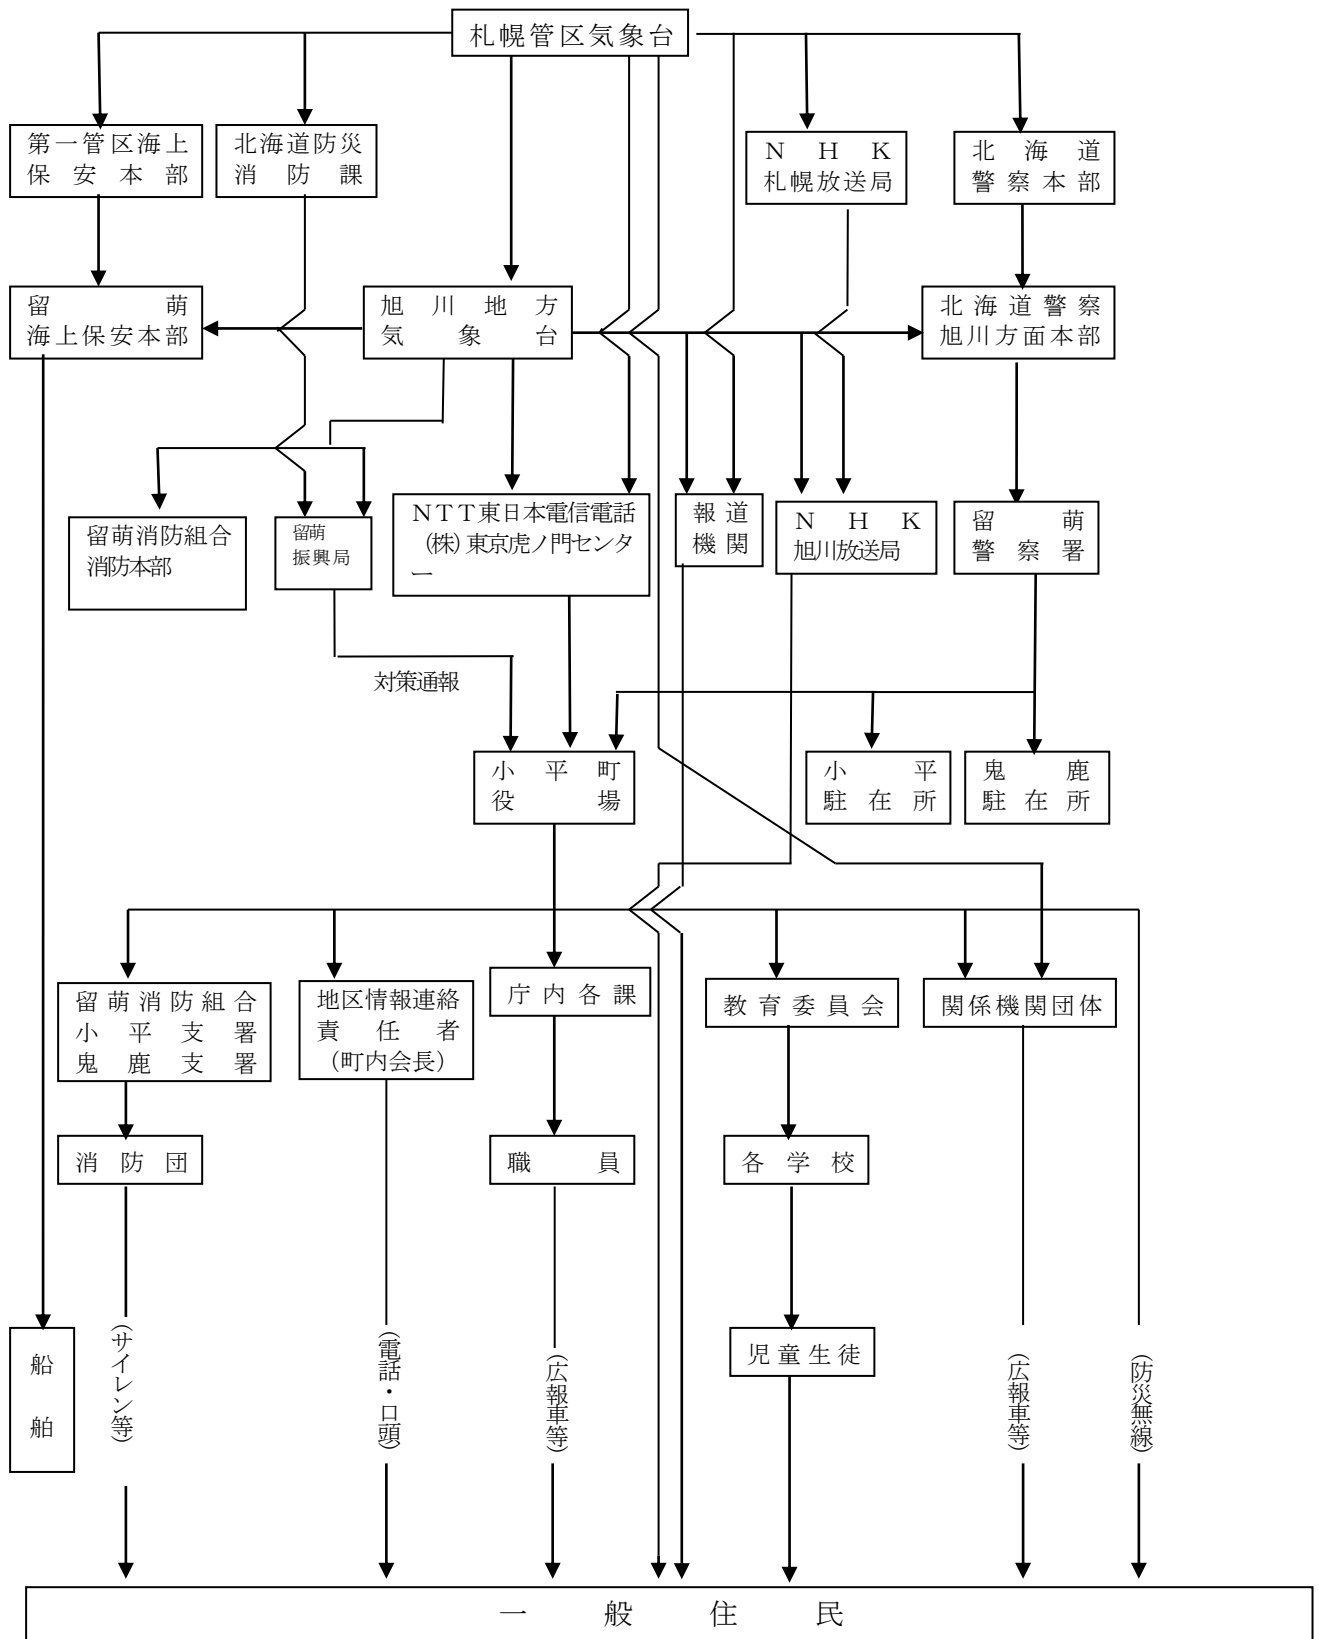 札幌管区気象台
第一管区海上
保安本部
北海道防災
消防課
ＮＨＫ
札幌放送局
北海道
警察本部
留萌
海上保安本部
旭川地方
気象台
北海道警察
旭川方面本部
留萌消防組合
消防本部
留萌
振興局
ＮＴＴ東日本電信電話
(株)東京虎ノ門センタ
ー
報道
機関
ＮＨＫ
旭川放送局
留萌
警察署
対策通報
小平町
役場
小平
駐在所
鬼鹿
駐在所
留萌消防組合
小平支署
鬼鹿支署
地区情報連絡
責任者
(町内会長)
庁内各課
教育委員会
関係機関団体
消防団
職員
各学校
船舶
(サイレン等)
(電話・口頭)
(広報車等)
児童生徒
(広報車等)
(防災無線)
一般住民